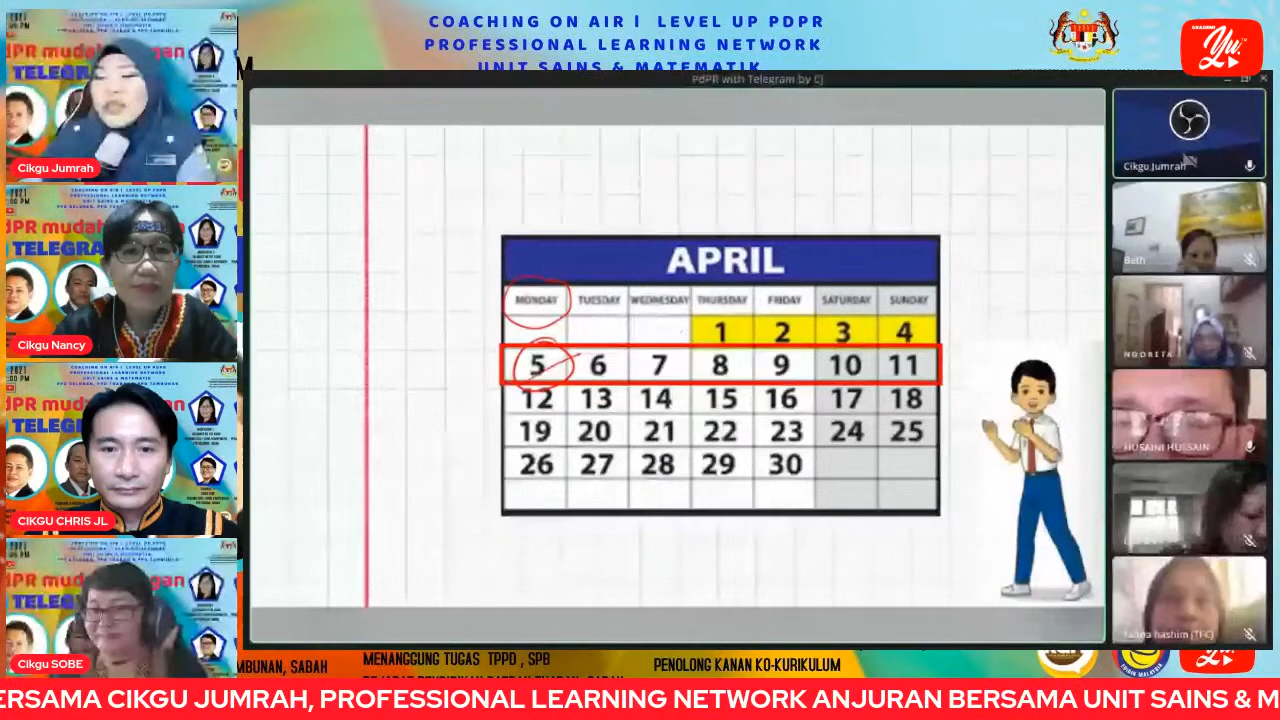 COACHING ON AIR | LEVEL UP PDPR
PROFESSIONAL LEARNING NETWORK
UNIT SAINS & MATEMATIK
PdPR with Telegram by CJ
Cikgu Jumrah
Cikgu Nancy
CIKGU CHRIS JL
Cikgu SOBE
TELEGRA
APRIL
MONDAY TUESDAY WEDNESDAY THURSDAY FRIDAY SATURDAY SUNDAY
1 2 3 4
5 6 7 8 9 10 11
12 13 14 15 16 17 18
19 20 21 22 23 24 25
26 27 28 29 30
Cikgu Jumrah
Beth
HUSAINI HUSSAIN
MBUNAN, SABAH
MENANGGUNG TUGAS TPPD , SPB
PENOLONG KANAN KO-KURIKULUM
ERSAMA CIKGU JUMRAH, PROFESSIONAL LEARNING NETWORK ANJURAN BERSAMA UNIT SAINS & M